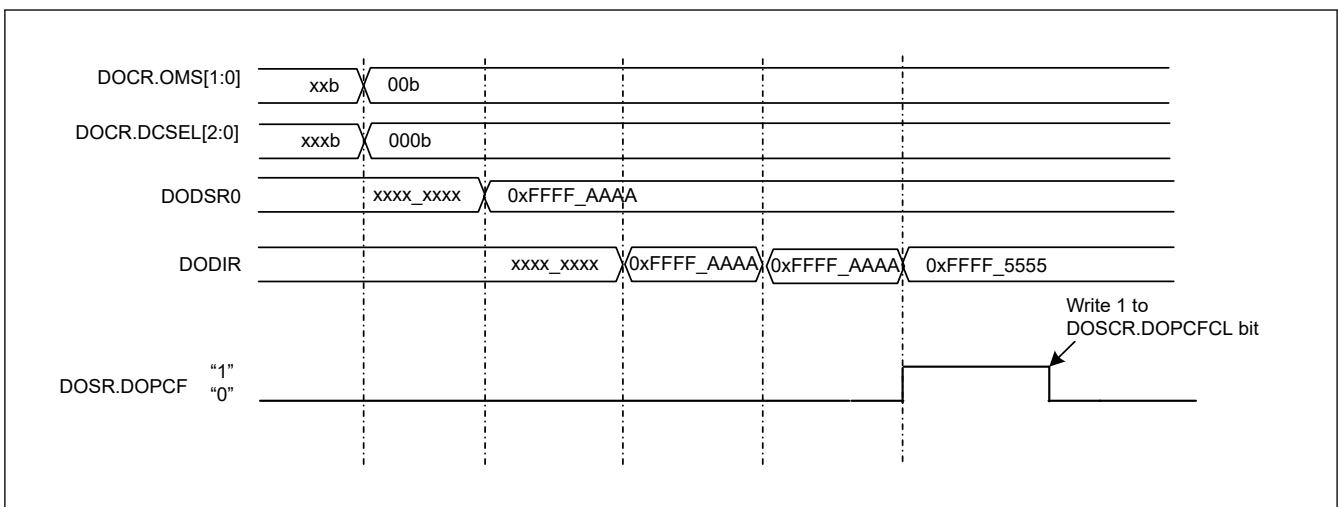 DOCR.OMS[1:0] xxb 00b
DOCR.DCSEL[2:0] xxxb 000b
DODSR0 xxxx_xxxx 0xFFFF_AAAA
DODIR xxxx_xxxx 0xFFFF_AAAA 0xFFFF_AAAA 0xFFFF_5555
Write 1 to
DOSCR.DOPCFCL bit
“1”
DOSR.DOPCF “0”